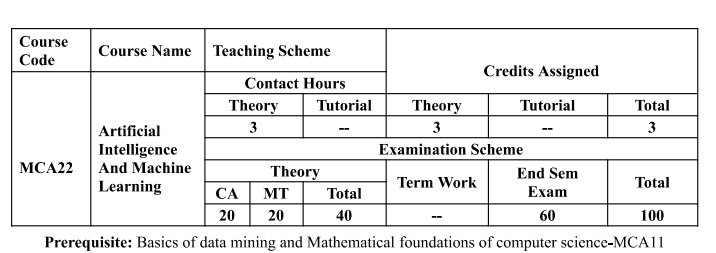 Course Code Course Name Teaching Scheme Credits Assigned
Contact Hours
Theory Tutorial Theory Tutorial Total
MCA22 Artificial Intelligence And Machine Learning 3 -- 3 -- 3
Examination Scheme
Theory Term Work End Sem Exam Total
CA MT Total
20 20 40 -- 60 100
Prerequisite: Basics of data mining and Mathematical foundations of computer science-MCA11